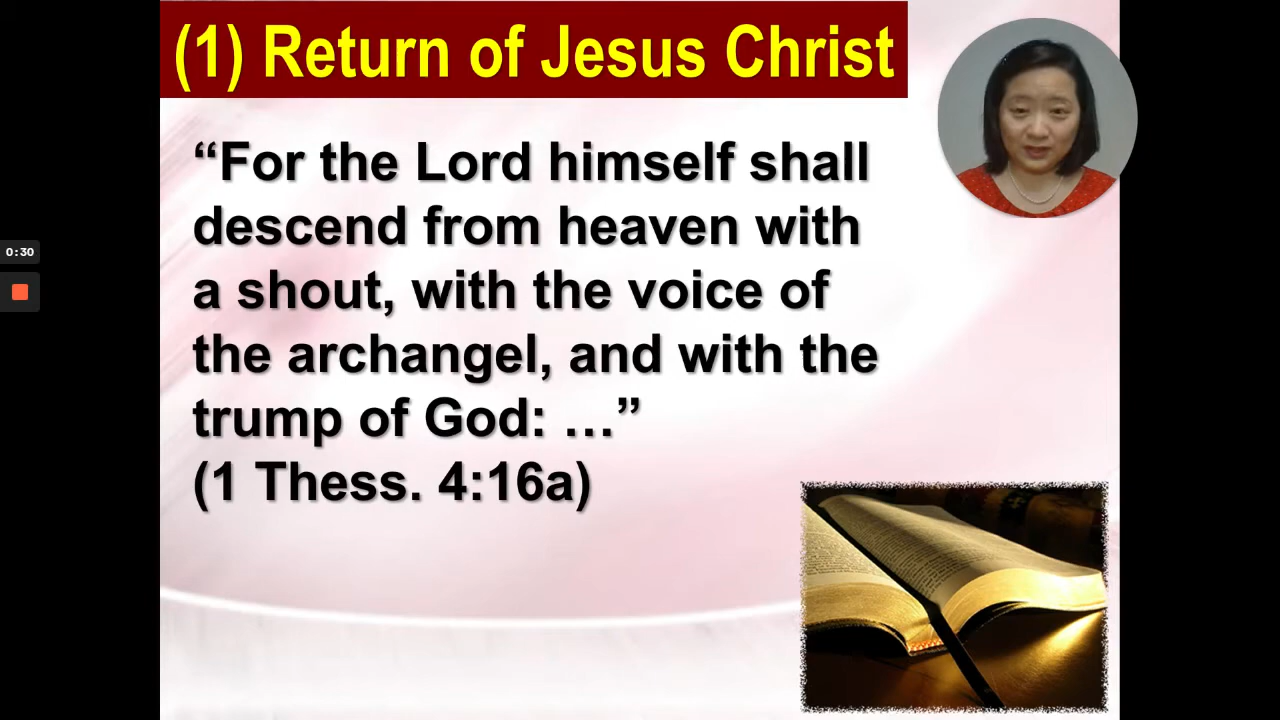 (1) Return of Jesus Christ
“For the Lord himself shall
descend from heaven with
a shout, with the voice of
the archangel, and with the
trump of God: …”
(1 Thess. 4:16a)
0:30